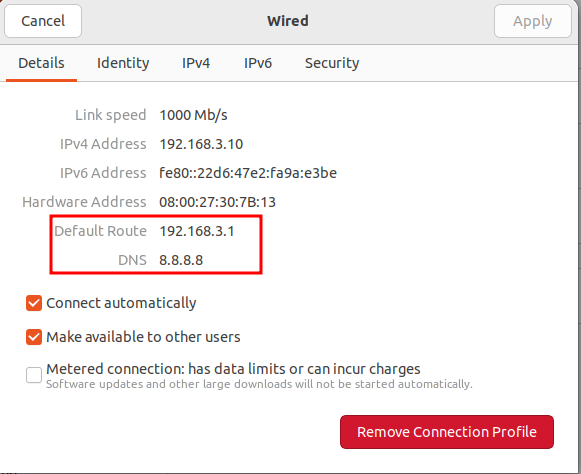 Cancel Wired Apply
Details Identity IPv4 IPv6 Security
Link speed 1000 Mb/s
IPv4 Address 192.168.3.10
IPv6 Address fe80::22d6:47e2:fa9a:e3be
Hardware Address 08:00:27:30:7B:13
Default Route 192.168.3.1
DNS 8.8.8.8
Connect automatically
Make available to other users
Metered connection: has data limits or can incur charges
Software updates and other large downloads will not be started automatically.
Remove Connection Profile